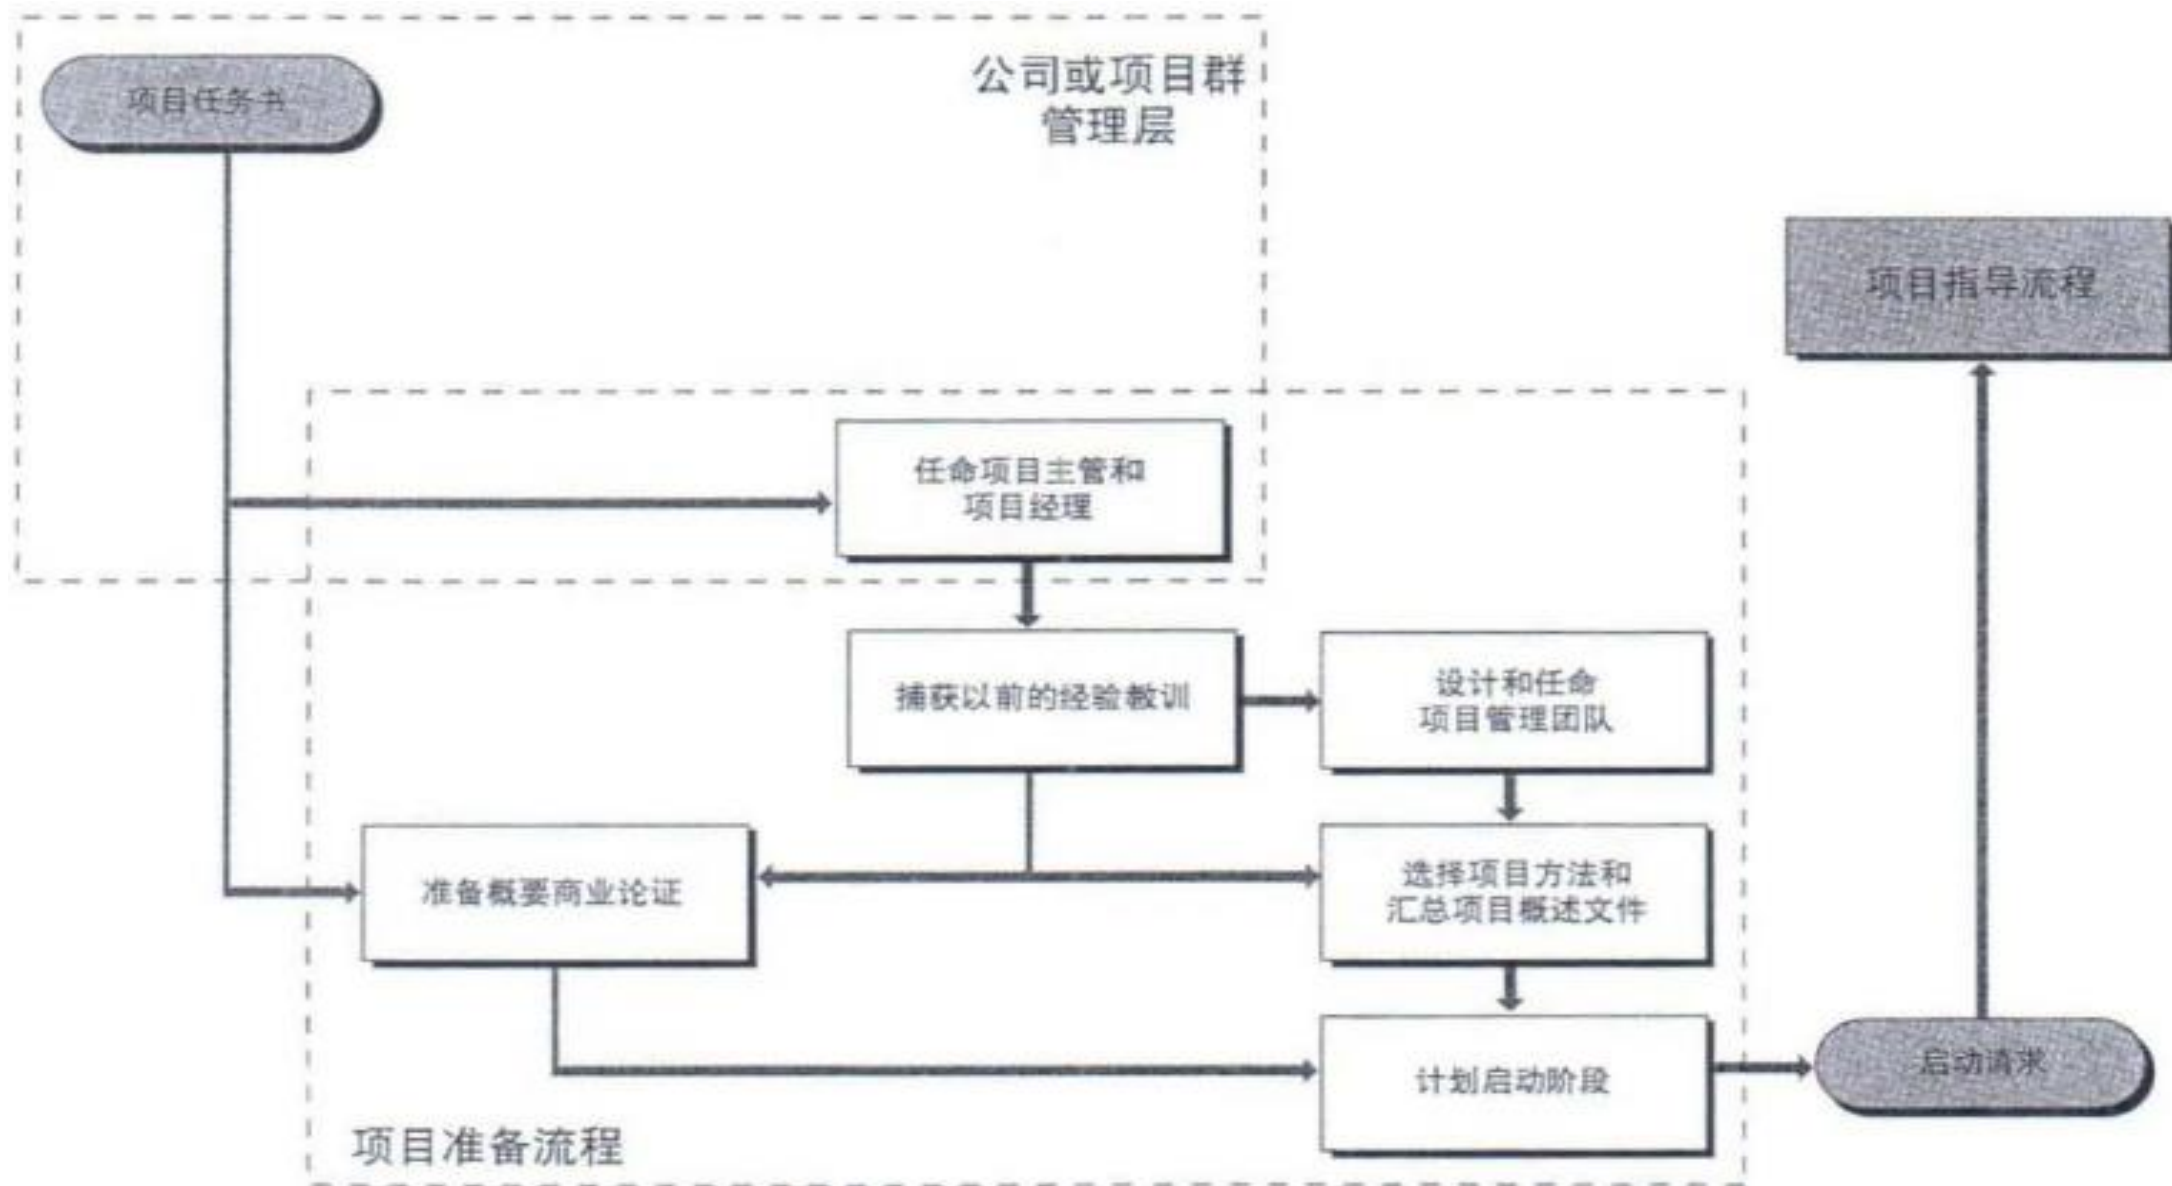 项目任务书
公司或项目群
管理层
项目指导流程
任命项目主管和
项目经理
捕获以前的经验教训
设计和任命
项目管理团队
准备概要商业论证
选择项目方法和
汇总项目概述文件
计划启动阶段
启动请求
项目准备流程